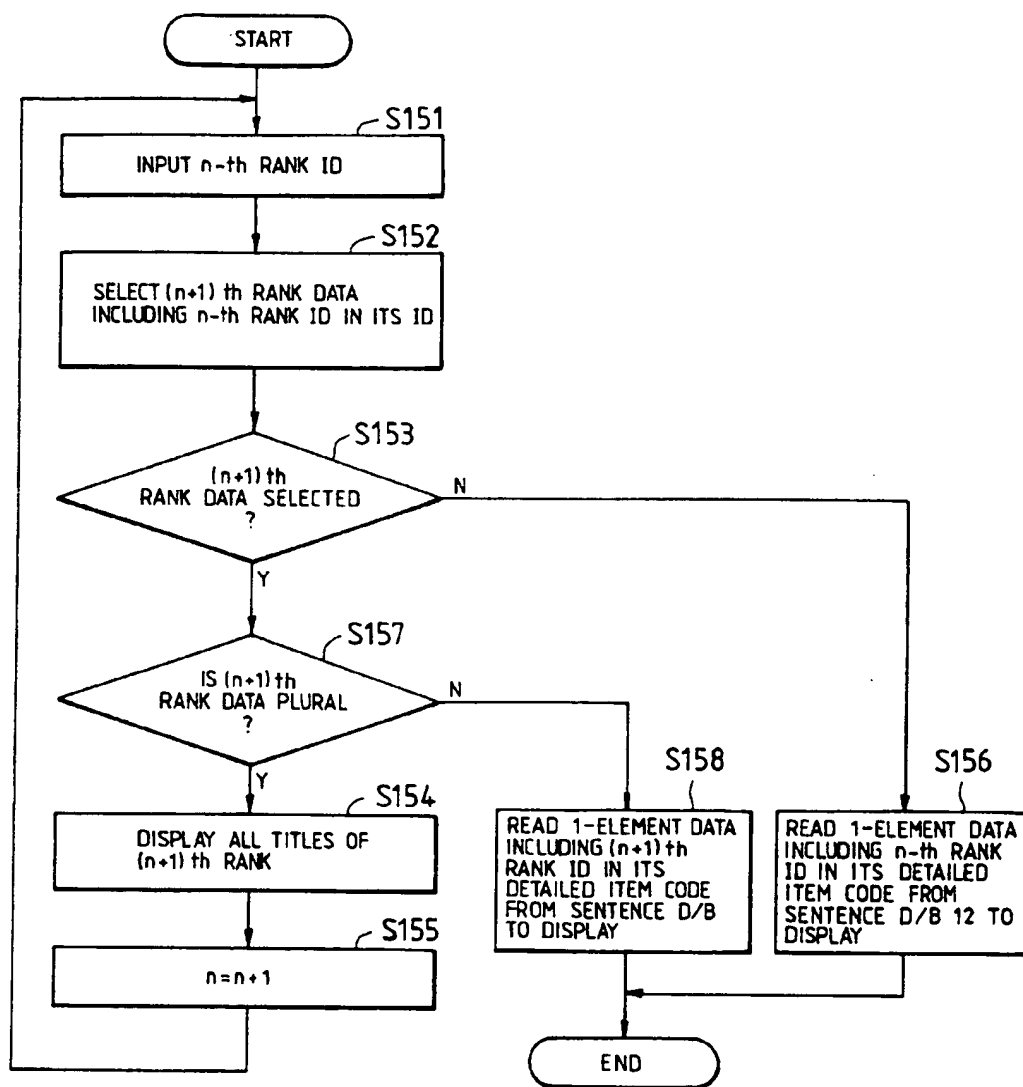 START
S151
INPUT n-th RANK ID
S152
SELECT (n+1) th RANK DATA
INCLUDING n-th RANK ID IN ITS ID
S153
(n+1) th
RANK DATA SELECTED
?
N
Y
S157
IS (n+1) th
RANK DATA PLURAL
?
N
Y
S154
DISPLAY ALL TITLES OF
(n+1) th RANK
S155
n=n+1
S158
READ 1-ELEMENT DATA
INCLUDING (n+1) th
RANK ID IN ITS
DETAILED ITEM CODE
FROM SENTENCE D/B
TO DISPLAY
S156
READ 1-ELEMENT DATA
INCLUDING n-th RANK
ID IN ITS DETAILED
ITEM CODE FROM
SENTENCE D/B 12 TO
DISPLAY
END